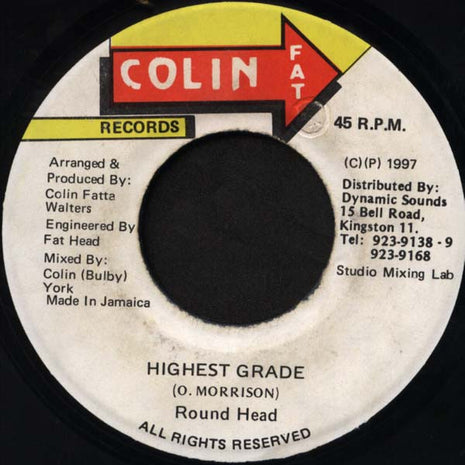 COLIN FAT
RECORDS
45 R.P.M.
Arranged &
Produced By:
Colin Fatta
Walters
Engineered By
Fat Head
Mixed By:
Colin (Bulby)
York
Made In Jamaica
(C)(P) 1997
Distributed By:
Dynamic Sounds
15 Bell Road,
Kingston 11.
Tel: 923-9138 - 9
923-9168
Studio Mixing Lab
HIGHEST GRADE
(O. MORRISON)
Round Head
ALL RIGHTS RESERVED